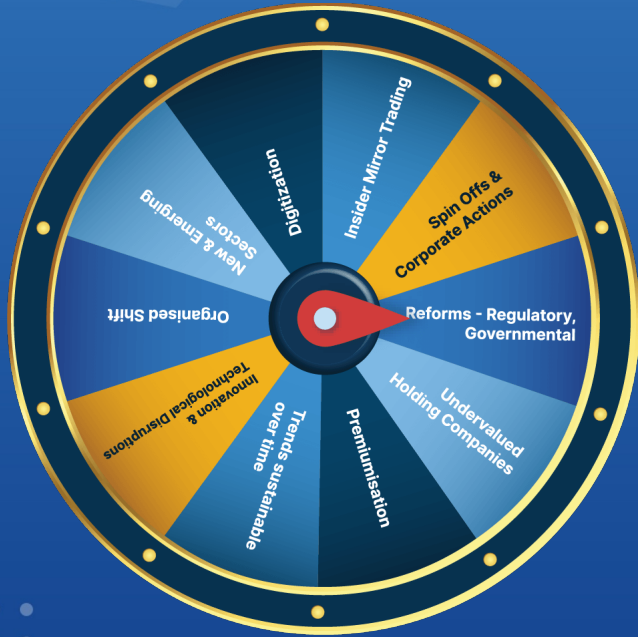 Insider Mirror Trading
Spin Offs &
Corporate Actions
Reforms - Regulatory,
Governmental
Undervalued
Holding Companies
Premiumisation
Trends sustainable
over time
Innovation &
Technological Disruptions
Organised Shift
New & Emerging
Sectors
Digitization